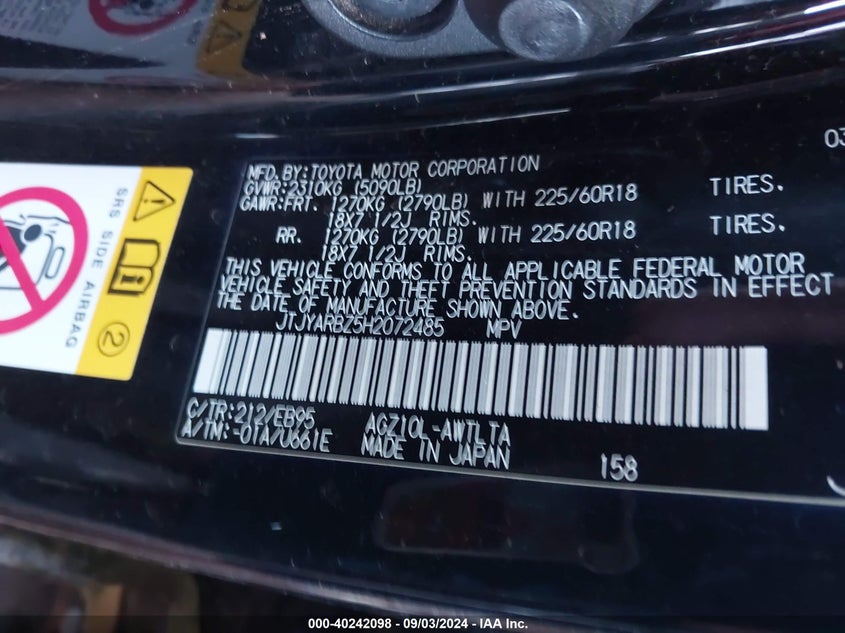 03
MFD. BY: TOYOTA MOTOR CORPORATION
GVWR: 2310KG (5090LB)
GAWR: FRT. 1270KG (2790LB) WITH 225/60R18 TIRES.
18X7 1/2J RIMS.
RR. 1270KG (2790LB) WITH 225/60R18 TIRES.
18X7 1/2J RIMS.
THIS VEHICLE CONFORMS TO ALL APPLICABLE FEDERAL MOTOR
VEHICLE SAFETY AND THEFT PREVENTION STANDARDS IN EFFECT
THE DATE OF MANUFACTURE SHOWN ABOVE.
JTJYARBZ5H2072485 MPV
C/TR: 212/EB95 AGZ10L-AWTLTA
A/TM: -01A/U661E MADE IN JAPAN
158
SRS SIDE AIRBAG
2
000-40242098 - 09/03/2024 - IAA Inc.